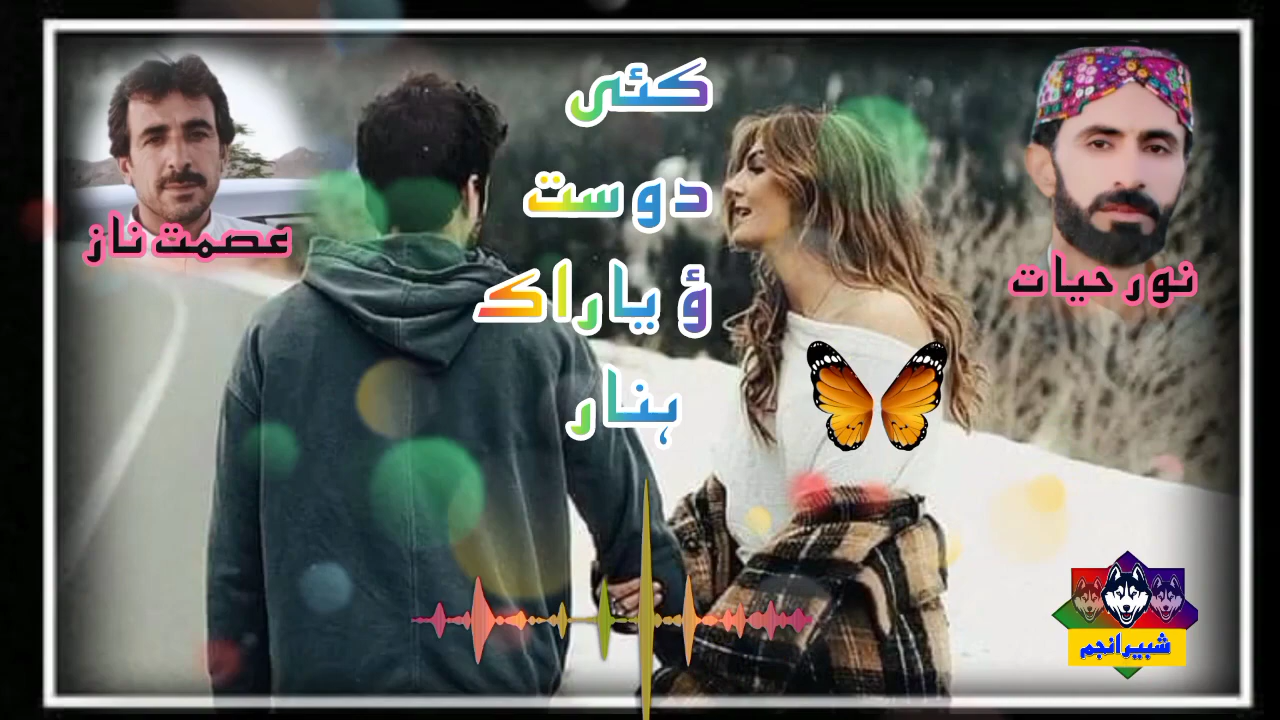 کئی
دوست
ؤ یاراک
ہنار
عصمت ناز
نور حیات
شبیرانجم